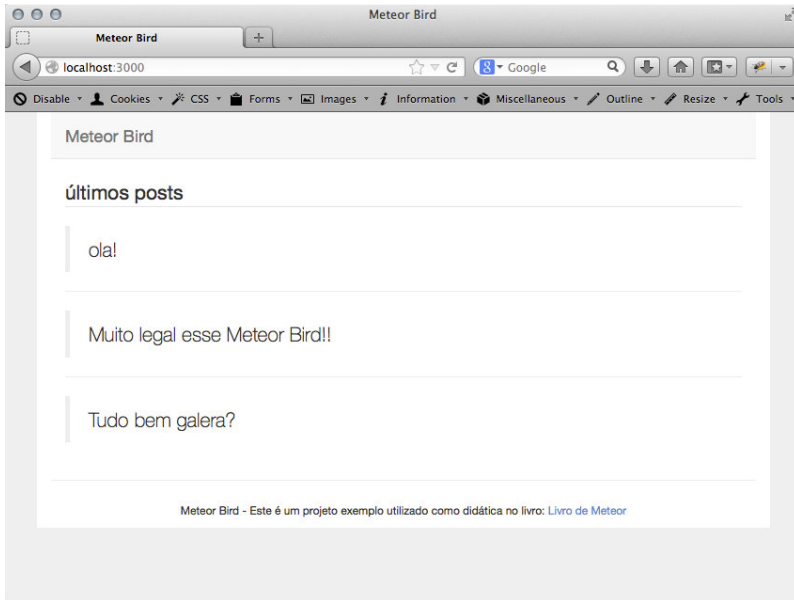 Meteor Bird
Meteor Bird
localhost:3000
Google
Disable Cookies CSS Forms Images Information Miscellaneous Outline Resize Tools
Meteor Bird
últimos posts
ola!
Muito legal esse Meteor Bird!!
Tudo bem galera?
Meteor Bird - Este é um projeto exemplo utilizado como didática no livro: Livro de Meteor